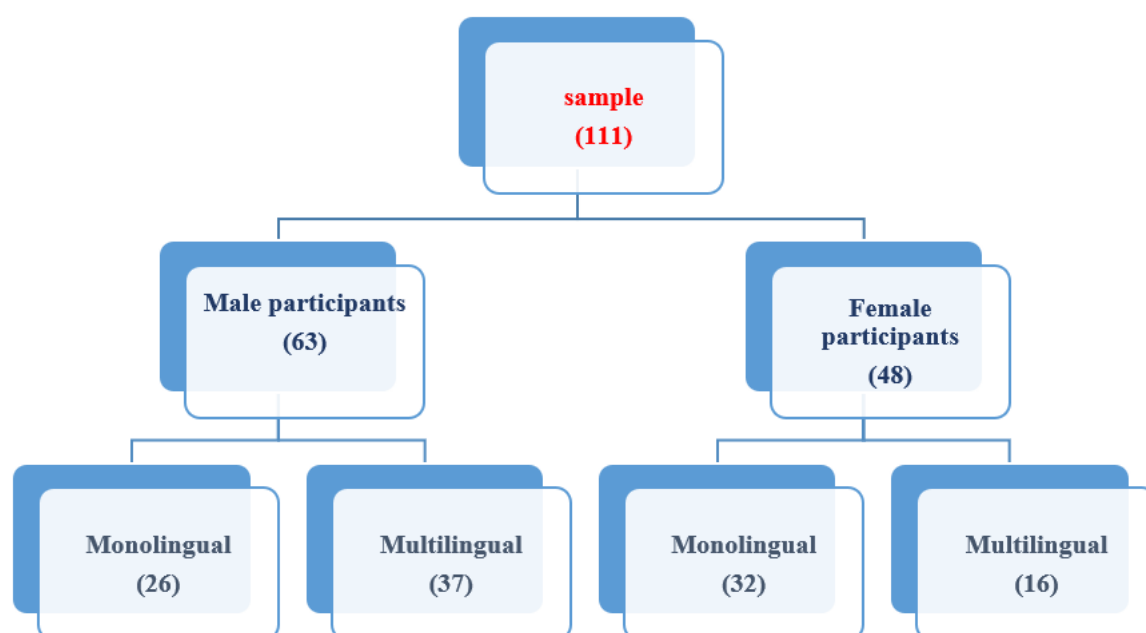 sample
(111)
Male participants
(63)
Female
participants
(48)
Monolingual
(26)
Multilingual
(37)
Monolingual
(32)
Multilingual
(16)